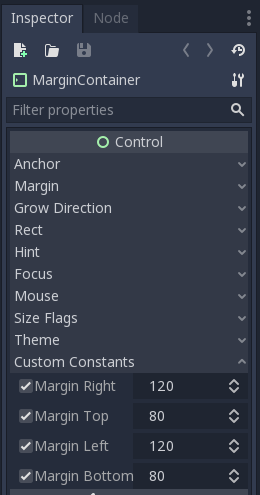 Inspector
Node
MarginContainer
Filter properties
Control
Anchor
Margin
Grow Direction
Rect
Hint
Focus
Mouse
Size Flags
Theme
Custom Constants
Margin Right 120
Margin Top 80
Margin Left 120
Margin Bottom 80